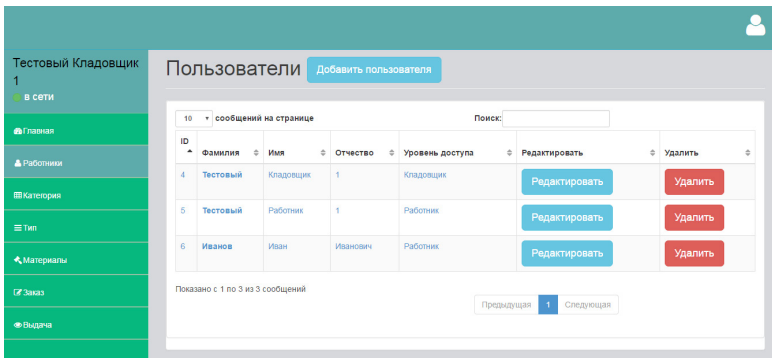 Тестовый Кладовщик
1
в сети
Главная
Работники
Категория
Тип
Материалы
Заказ
Выдача
Пользователи Добавить пользователя
10 сообщений на странице Поиск:
ID Фамилия Имя Отчество Уровень доступа Редактировать Удалить
4 Тестовый Кладовщик 1 Кладовщик Редактировать Удалить
5 Тестовый Работник 1 Работник Редактировать Удалить
6 Иванов Иван Иванович Работник Редактировать Удалить
Показано с 1 по 3 из 3 сообщений
Предыдущая 1 Следующая